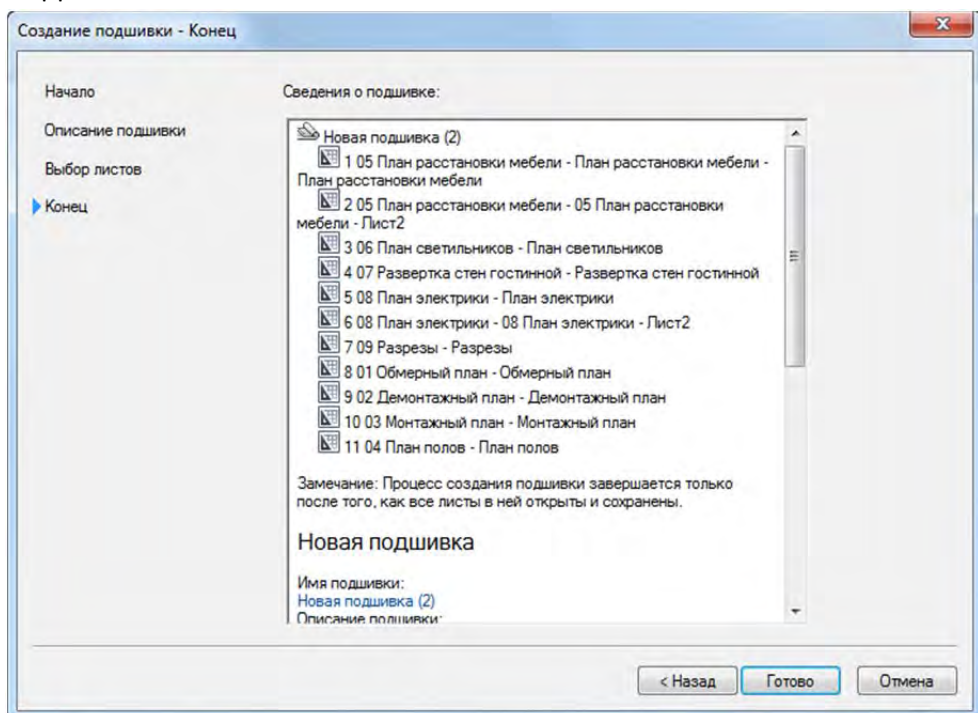 Создание подшивки - Конец
Начало
Описание подшивки
Выбор листов
Конец
Сведения о подшивке:
Новая подшивка (2)
1 05 План расстановки мебели - План расстановки мебели -
План расстановки мебели
2 05 План расстановки мебели - 05 План расстановки
мебели - Лист2
3 06 План светильников - План светильников
4 07 Развертка стен гостинной - Развертка стен гостинной
5 08 План электрики - План электрики
6 08 План электрики - 08 План электрики - Лист2
7 09 Разрезы - Разрезы
8 01 Обмерный план - Обмерный план
9 02 Демонтажный план - Демонтажный план
10 03 Монтажный план - Монтажный план
11 04 План полов - План полов
Замечание: Процесс создания подшивки завершается только
после того, как все листы в ней открыты и сохранены.
Новая подшивка
Имя подшивки:
Новая подшивка (2)
Описание подшивки:
< Назад
Готово
Отмена